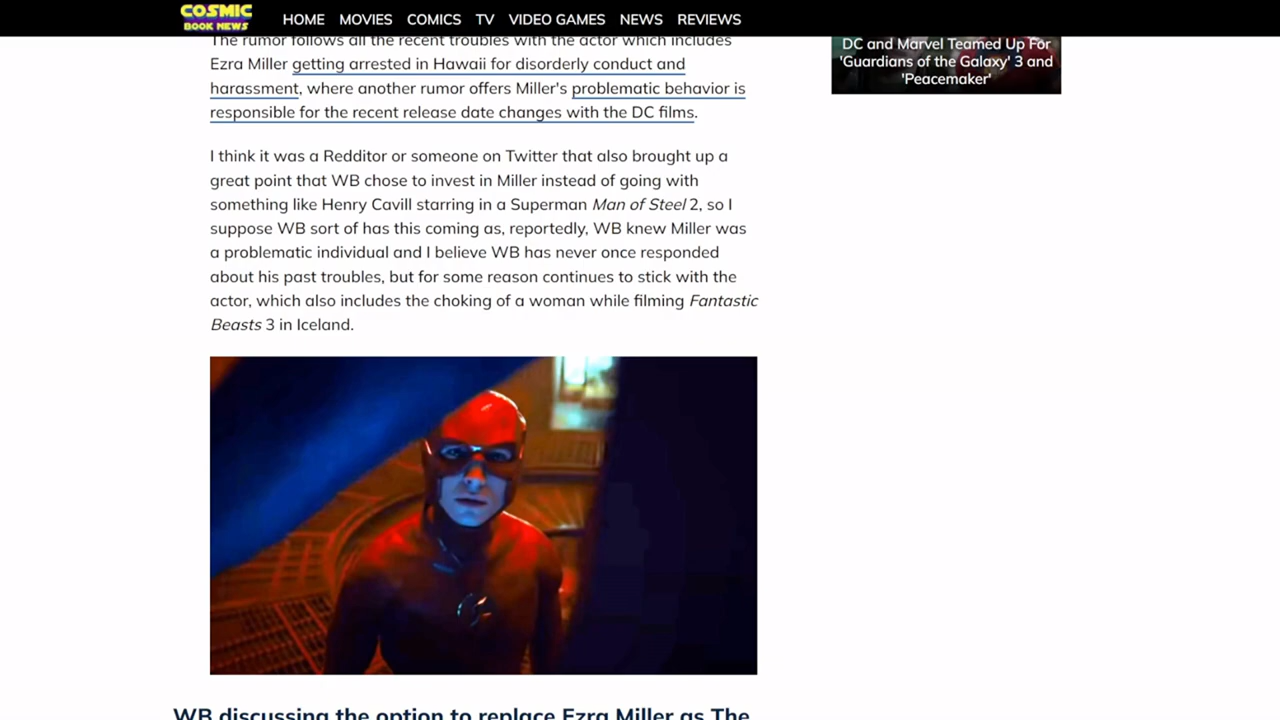 COSMIC
BOOK NEWS
HOME MOVIES COMICS TV VIDEO GAMES NEWS REVIEWS
The rumor follows all the recent troubles with the actor which includes
Ezra Miller getting arrested in Hawaii for disorderly conduct and
harassment, where another rumor offers Miller's problematic behavior is
responsible for the recent release date changes with the DC films.
I think it was a Redditor or someone on Twitter that also brought up a
great point that WB chose to invest in Miller instead of going with
something like Henry Cavill starring in a Superman Man of Steel 2, so I
suppose WB sort of has this coming as, reportedly, WB knew Miller was
a problematic individual and I believe WB has never once responded
about his past troubles, but for some reason continues to stick with the
actor, which also includes the choking of a woman while filming Fantastic
Beasts 3 in Iceland.
WB discussing the option to replace Ezra Miller as The
DC and Marvel Teamed Up For
'Guardians of the Galaxy' 3 and
'Peacemaker'